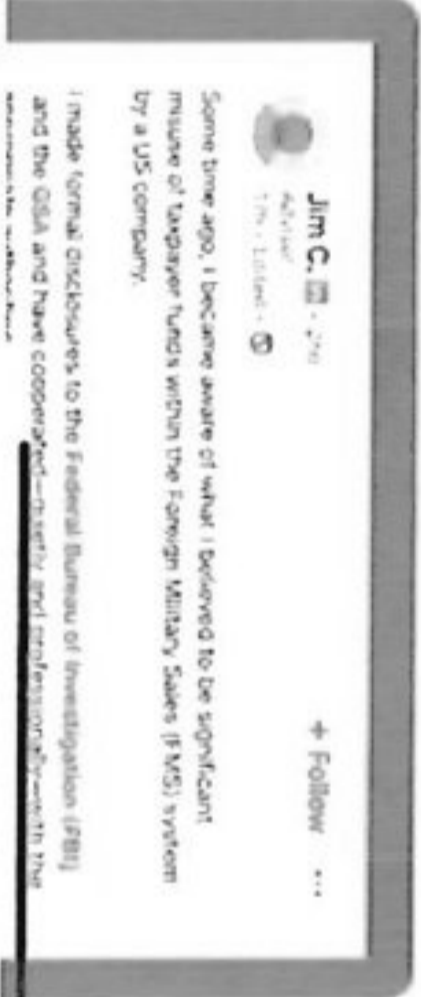 Jim C.
+ Follow ...
Some time ago, I became aware of what I believed to be significant
misuse of taxpayer funds within the Foreign Military Sales (FMS) system
by a US company.
I made formal disclosures to the Federal Bureau of Investigation (FBI)
and the GSA and have cooperated—quietly and professionally—with the